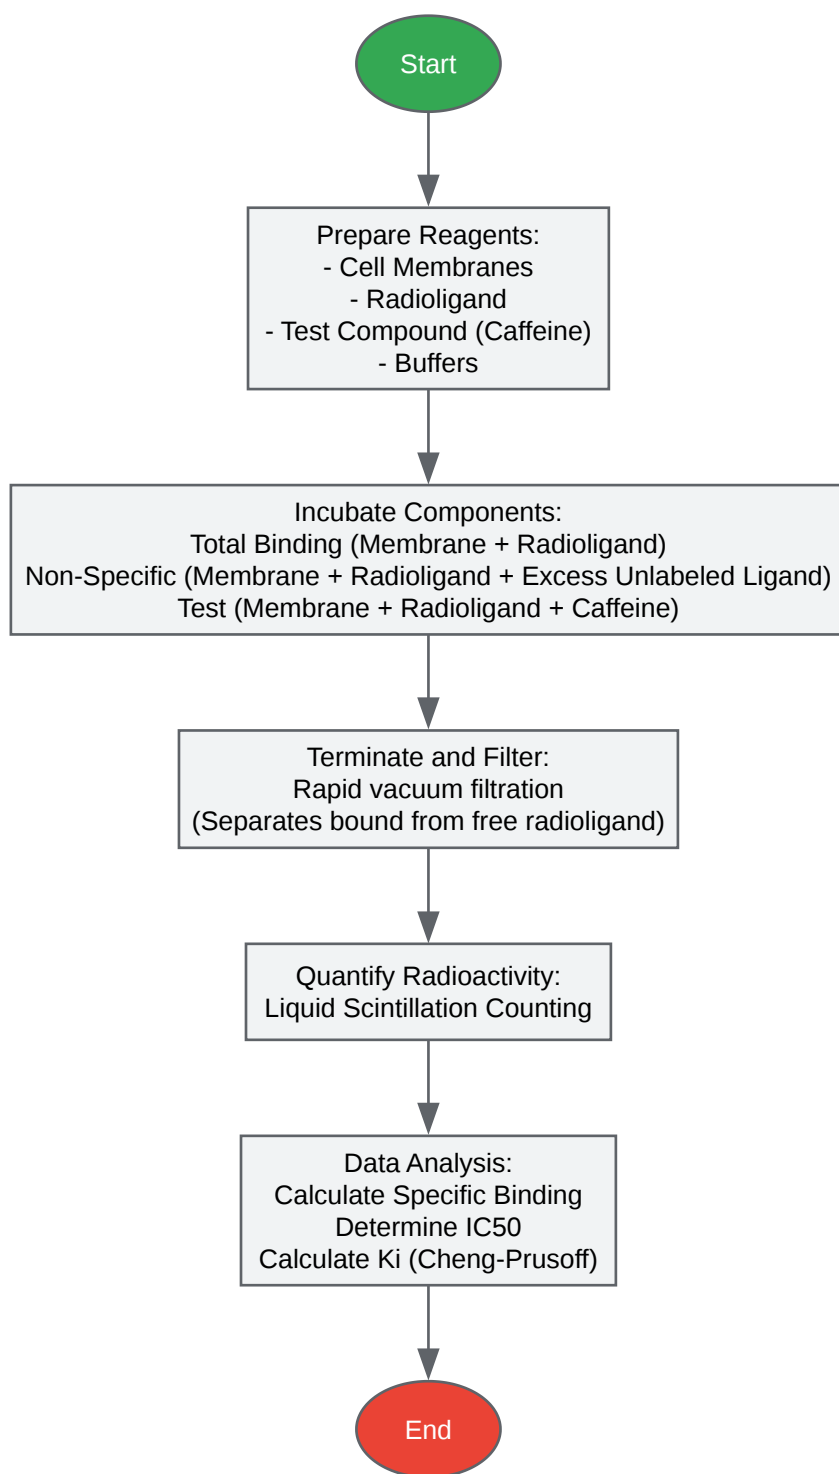 Start
Prepare Reagents:
- Cell Membranes
- Radioligand
- Test Compound (Caffeine)
- Buffers
Incubate Components:
Total Binding (Membrane + Radioligand)
Non-Specific (Membrane + Radioligand + Excess Unlabeled Ligand)
Test (Membrane + Radioligand + Caffeine)
Terminate and Filter:
Rapid vacuum filtration
(Separates bound from free radioligand)
Quantify Radioactivity:
Liquid Scintillation Counting
Data Analysis:
Calculate Specific Binding
Determine IC50
Calculate Ki (Cheng-Prusoff)
End